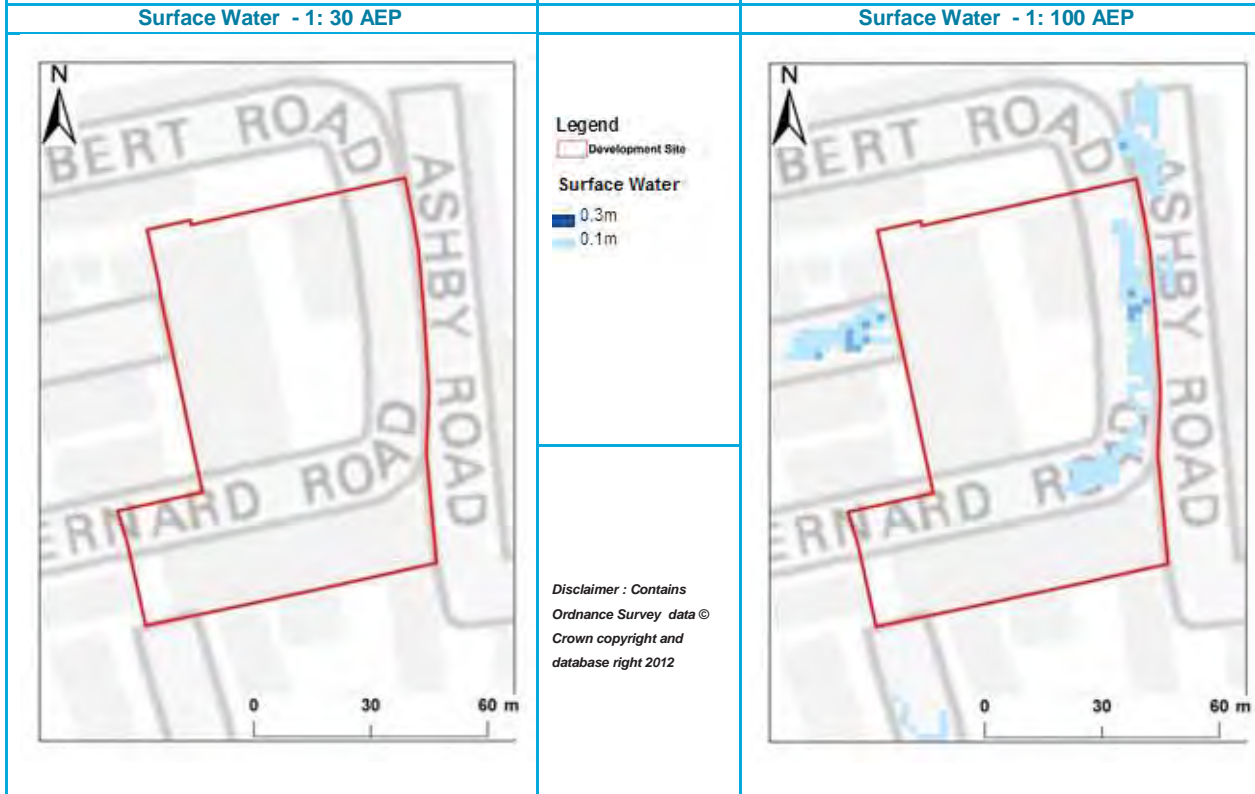 Surface Water - 1: 30 AEP
Surface Water - 1: 100 AEP
N
BERT ROAD
ASHBY ROAD
ERNARD ROAD
0 30 60 m
Legend
Development Site
Surface Water
0.3m
0.1m
Disclaimer : Contains
Ordnance Survey data ©
Crown copyright and
database right 2012
N
BERT ROAD
ASHBY ROAD
ERNARD ROAD
0 30 60 m